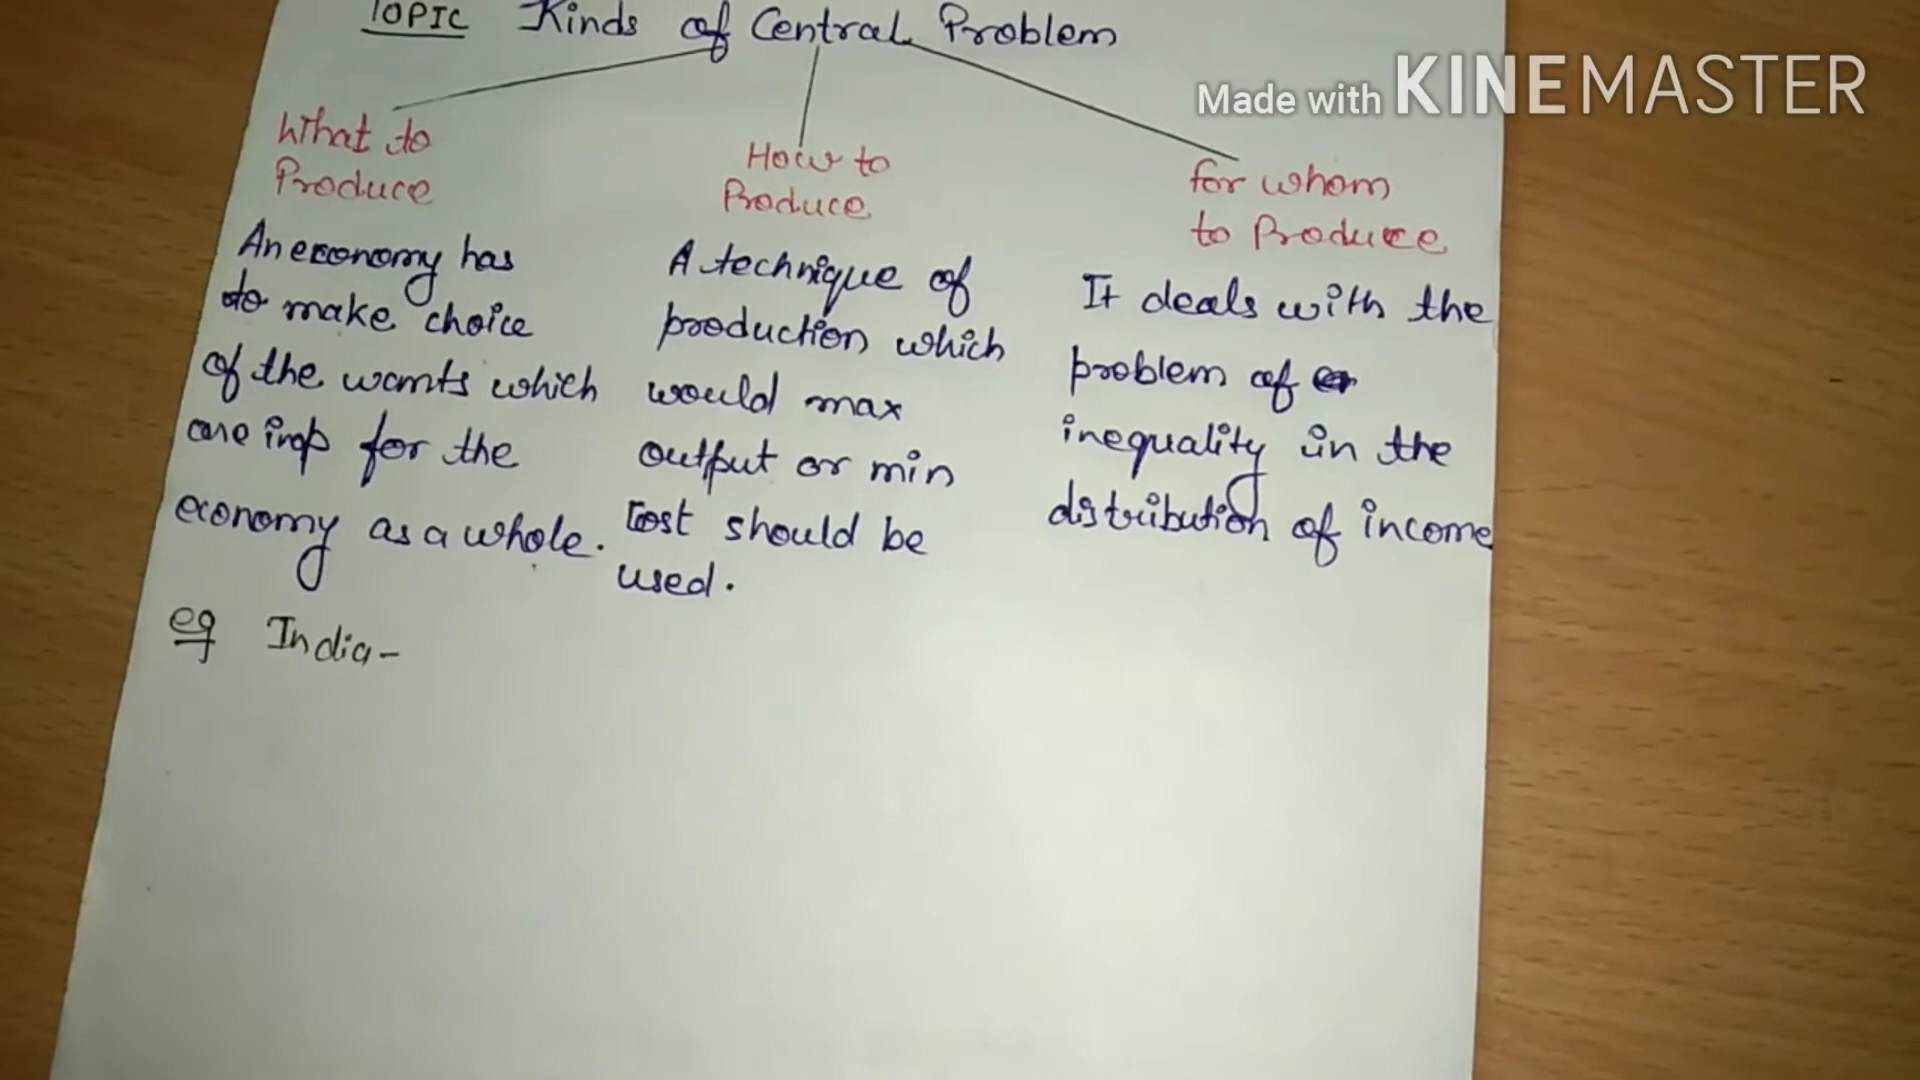 TOPIC Kinds of Central Problem
Made with KINEMASTER
What to
Produce
An economy has
to make choice
of the wants which
are imp for the
economy as a whole.
eg India-
How to
Produce
A technique of
production which
would max
output or min
cost should be
used.
for whom
to Produce
It deals with the
problem of
inequality in the
distribution of income